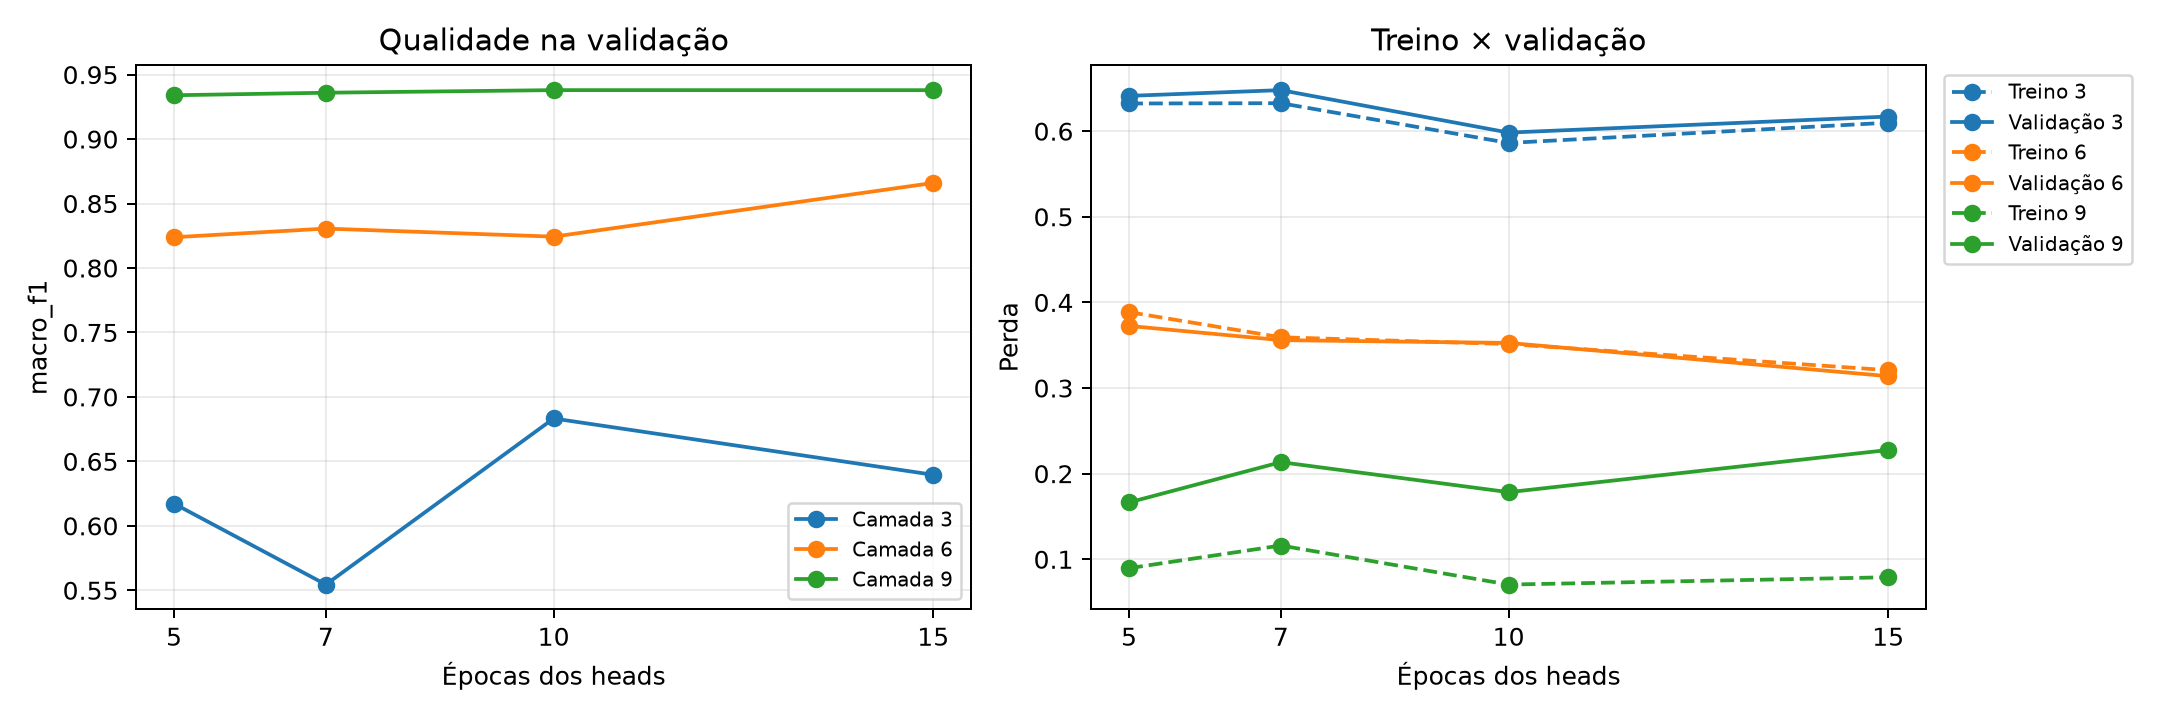 Qualidade na validação
0.95
0.90
0.85
0.80
0.75
0.70
0.65
0.60
0.55
macro_f1
Camada 3
Camada 6
Camada 9
5 7 10 15
Épocas dos heads
Treino × validação
0.6
0.5
0.4
0.3
0.2
0.1
Perda
5 7 10 15
Épocas dos heads
Treino 3
Validação 3
Treino 6
Validação 6
Treino 9
Validação 9